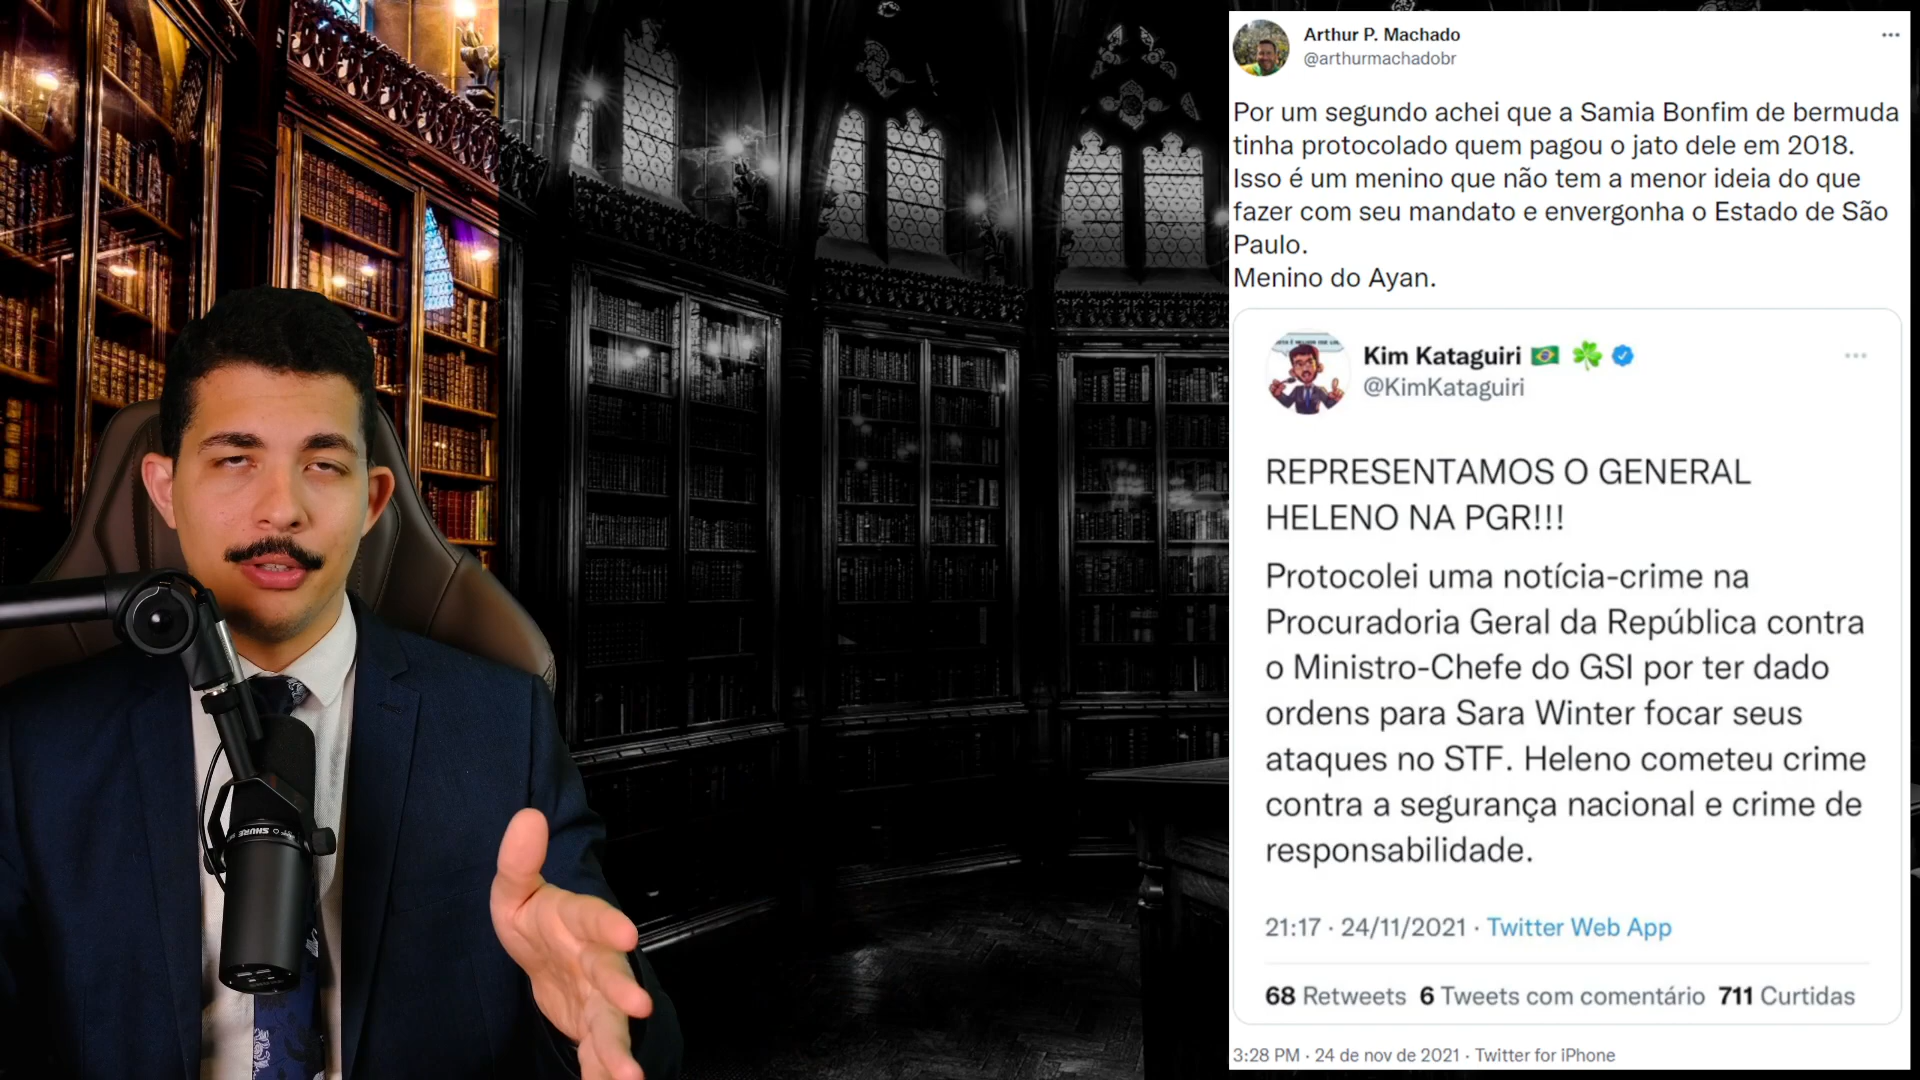 Arthur P. Machado
@arthurmachadobr
Por um segundo achei que a Samia Bonfim de bermuda
tinha protocolado quem pagou o jato dele em 2018.
Isso é um menino que não tem a menor ideia do que
fazer com seu mandato e envergonha o Estado de São
Paulo.
Menino do Ayan.
Kim Kataguiri
@KimKataguiri
REPRESENTAMOS O GENERAL
HELENO NA PGR!!!
Protocolei uma notícia-crime na
Procuradoria Geral da República contra
o Ministro-Chefe do GSI por ter dado
ordens para Sara Winter focar seus
ataques no STF. Heleno cometeu crime
contra a segurança nacional e crime de
responsabilidade.
21:17 · 24/11/2021 · Twitter Web App
68 Retweets 6 Tweets com comentário 711 Curtidas
3:28 PM · 24 de nov de 2021 · Twitter for iPhone
SHURE